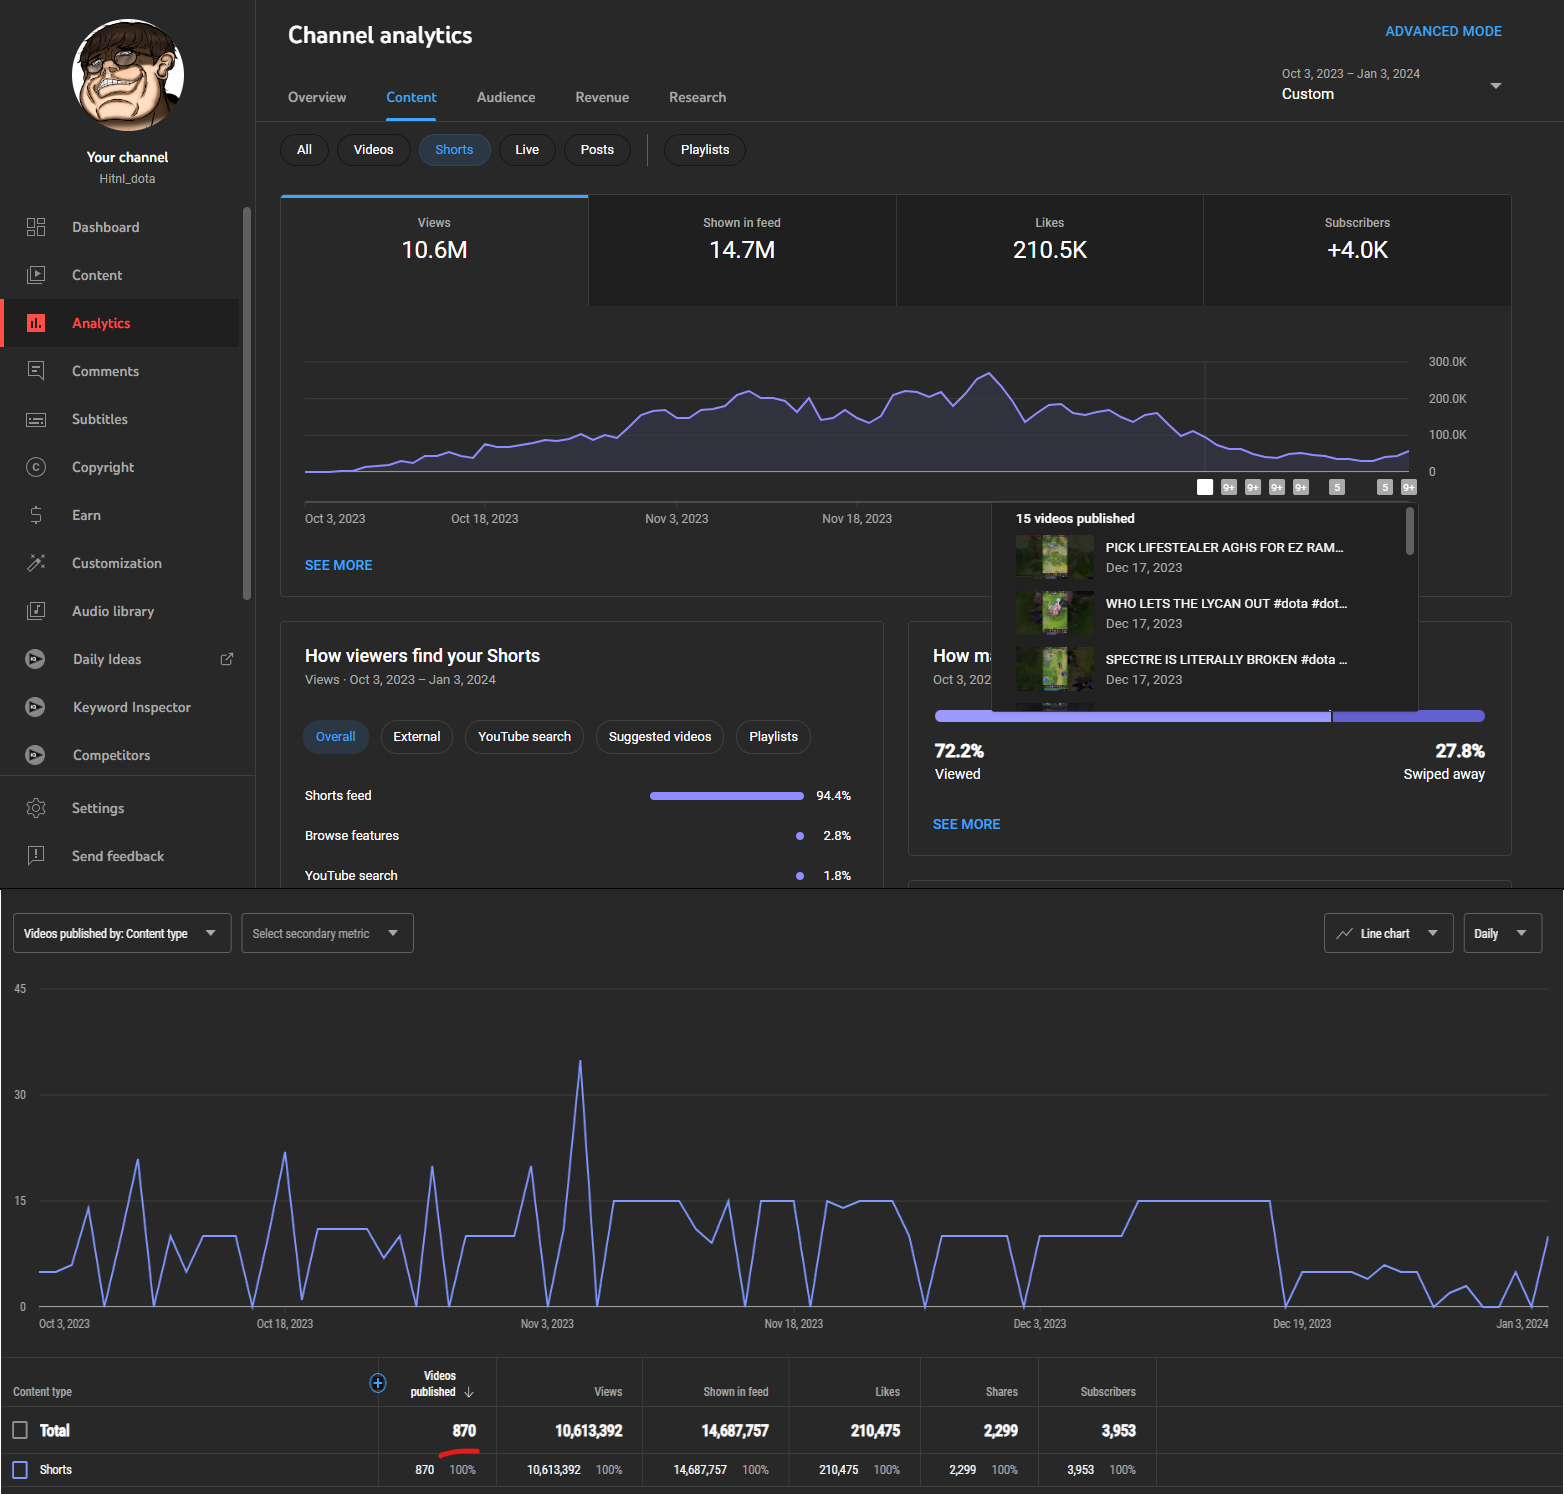 Channel analytics
ADVANCED MODE
Oct 3, 2023 – Jan 3, 2024
Custom
Overview
Content
Audience
Revenue
Research
All
Videos
Shorts
Live
Posts
Playlists
Your channel
Hitnl_dota
Dashboard
Content
Analytics
Comments
Subtitles
Copyright
Earn
Customization
Audio library
Daily Ideas
Keyword Inspector
Competitors
Settings
Send feedback
Views
10.6M
Shown in feed
14.7M
Likes
210.5K
Subscribers
+4.0K
300.0K
200.0K
100.0K
0
9+ 9+ 9+ 9+ 5 5 9+
Oct 3, 2023
Oct 18, 2023
Nov 3, 2023
Nov 18, 2023
15 videos published
PICK LIFESTEALER AGHS FOR EZ RAM...
Dec 17, 2023
WHO LETS THE LYCAN OUT #dota #dot...
Dec 17, 2023
SPECTRE IS LITERALLY BROKEN #dota ...
Dec 17, 2023
SEE MORE
How viewers find your Shorts
Views · Oct 3, 2023 – Jan 3, 2024
Overall
External
YouTube search
Suggested videos
Playlists
Shorts feed
94.4%
Browse features
2.8%
YouTube search
1.8%
How m
Oct 3, 202
72.2%
Viewed
27.8%
Swiped away
SEE MORE
Videos published by: Content type
Select secondary metric
Line chart
Daily
45
30
15
0
Oct 3, 2023
Oct 18, 2023
Nov 3, 2023
Nov 18, 2023
Dec 3, 2023
Dec 19, 2023
Jan 3, 2024
Content type
Videos published
Views
Shown in feed
Likes
Shares
Subscribers
Total 870 10,613,392 14,687,757 210,475 2,299 3,953
Shorts 870 100% 10,613,392 100% 14,687,757 100% 210,475 100% 2,299 100% 3,953 100%